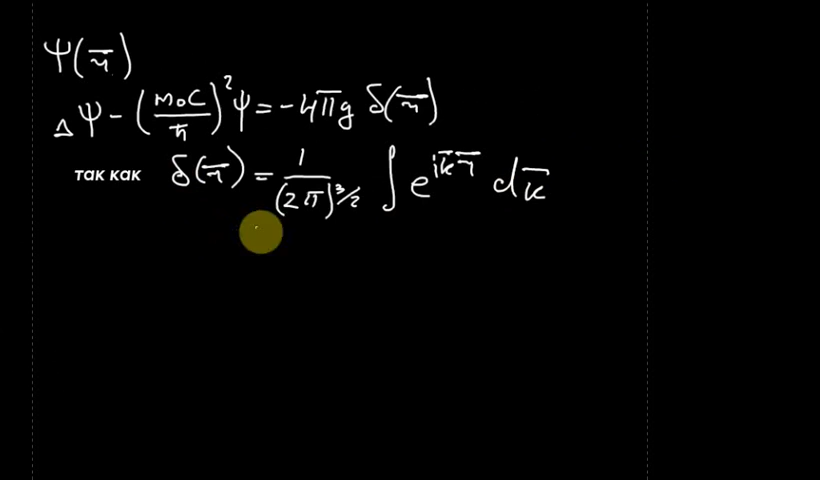 Ψ(r̅)
Δψ - (m₀c/ħ)²ψ = -4πg δ(r̅)
так как δ(r̅) = 1/(2π)^3/2 ∫ e^ik̅r̅ dk̅